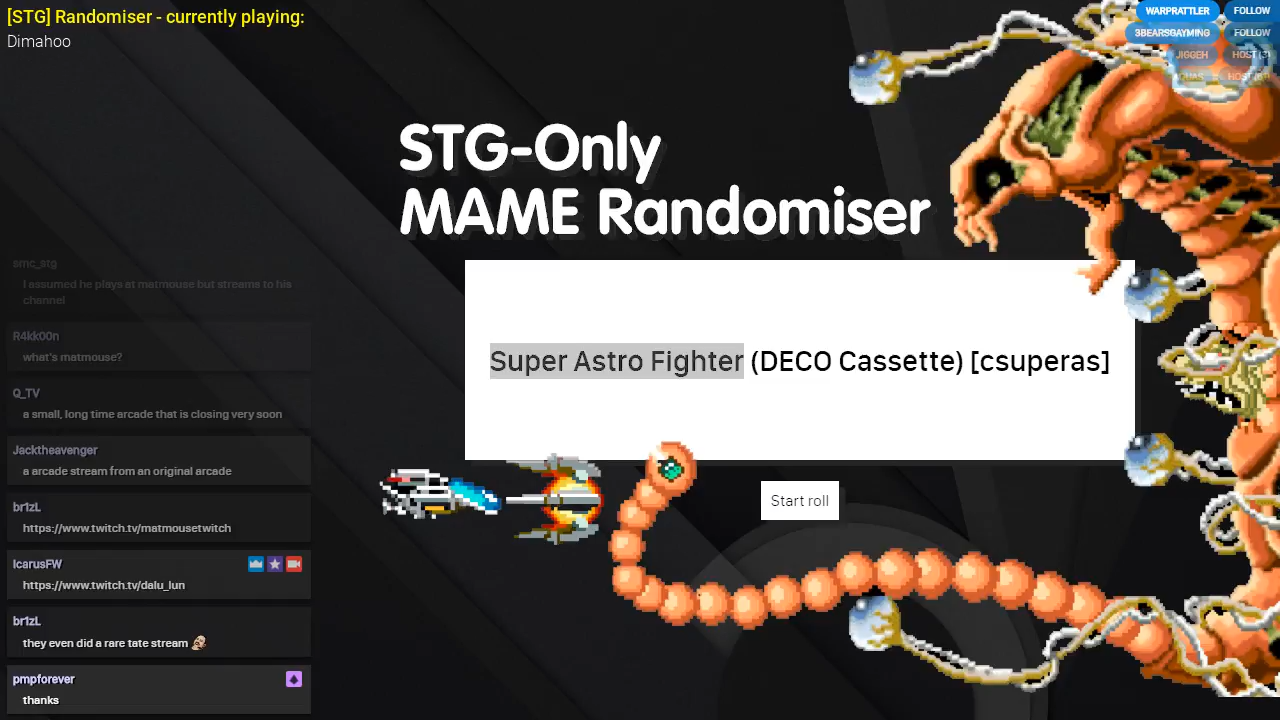 [STG] Randomiser - currently playing:
Dimahoo
WARPRATTLER FOLLOW
3BEARSGAYMING FOLLOW
JIGGEH HOST (3)
STG-Only
MAME Randomiser
Super Astro Fighter (DECO Cassette) [csuperas]
Start roll
smc_stg
I assumed he plays at matmouse but streams to his
channel
R4kk00n
what's matmouse?
Q_TV
a small, long time arcade that is closing very soon
Jacktheavenger
a arcade stream from an original arcade
br1zL
https://www.twitch.tv/matmousetwitch
IcarusFW
https://www.twitch.tv/dalu_lun
br1zL
they even did a rare tate stream
pmpforever
thanks